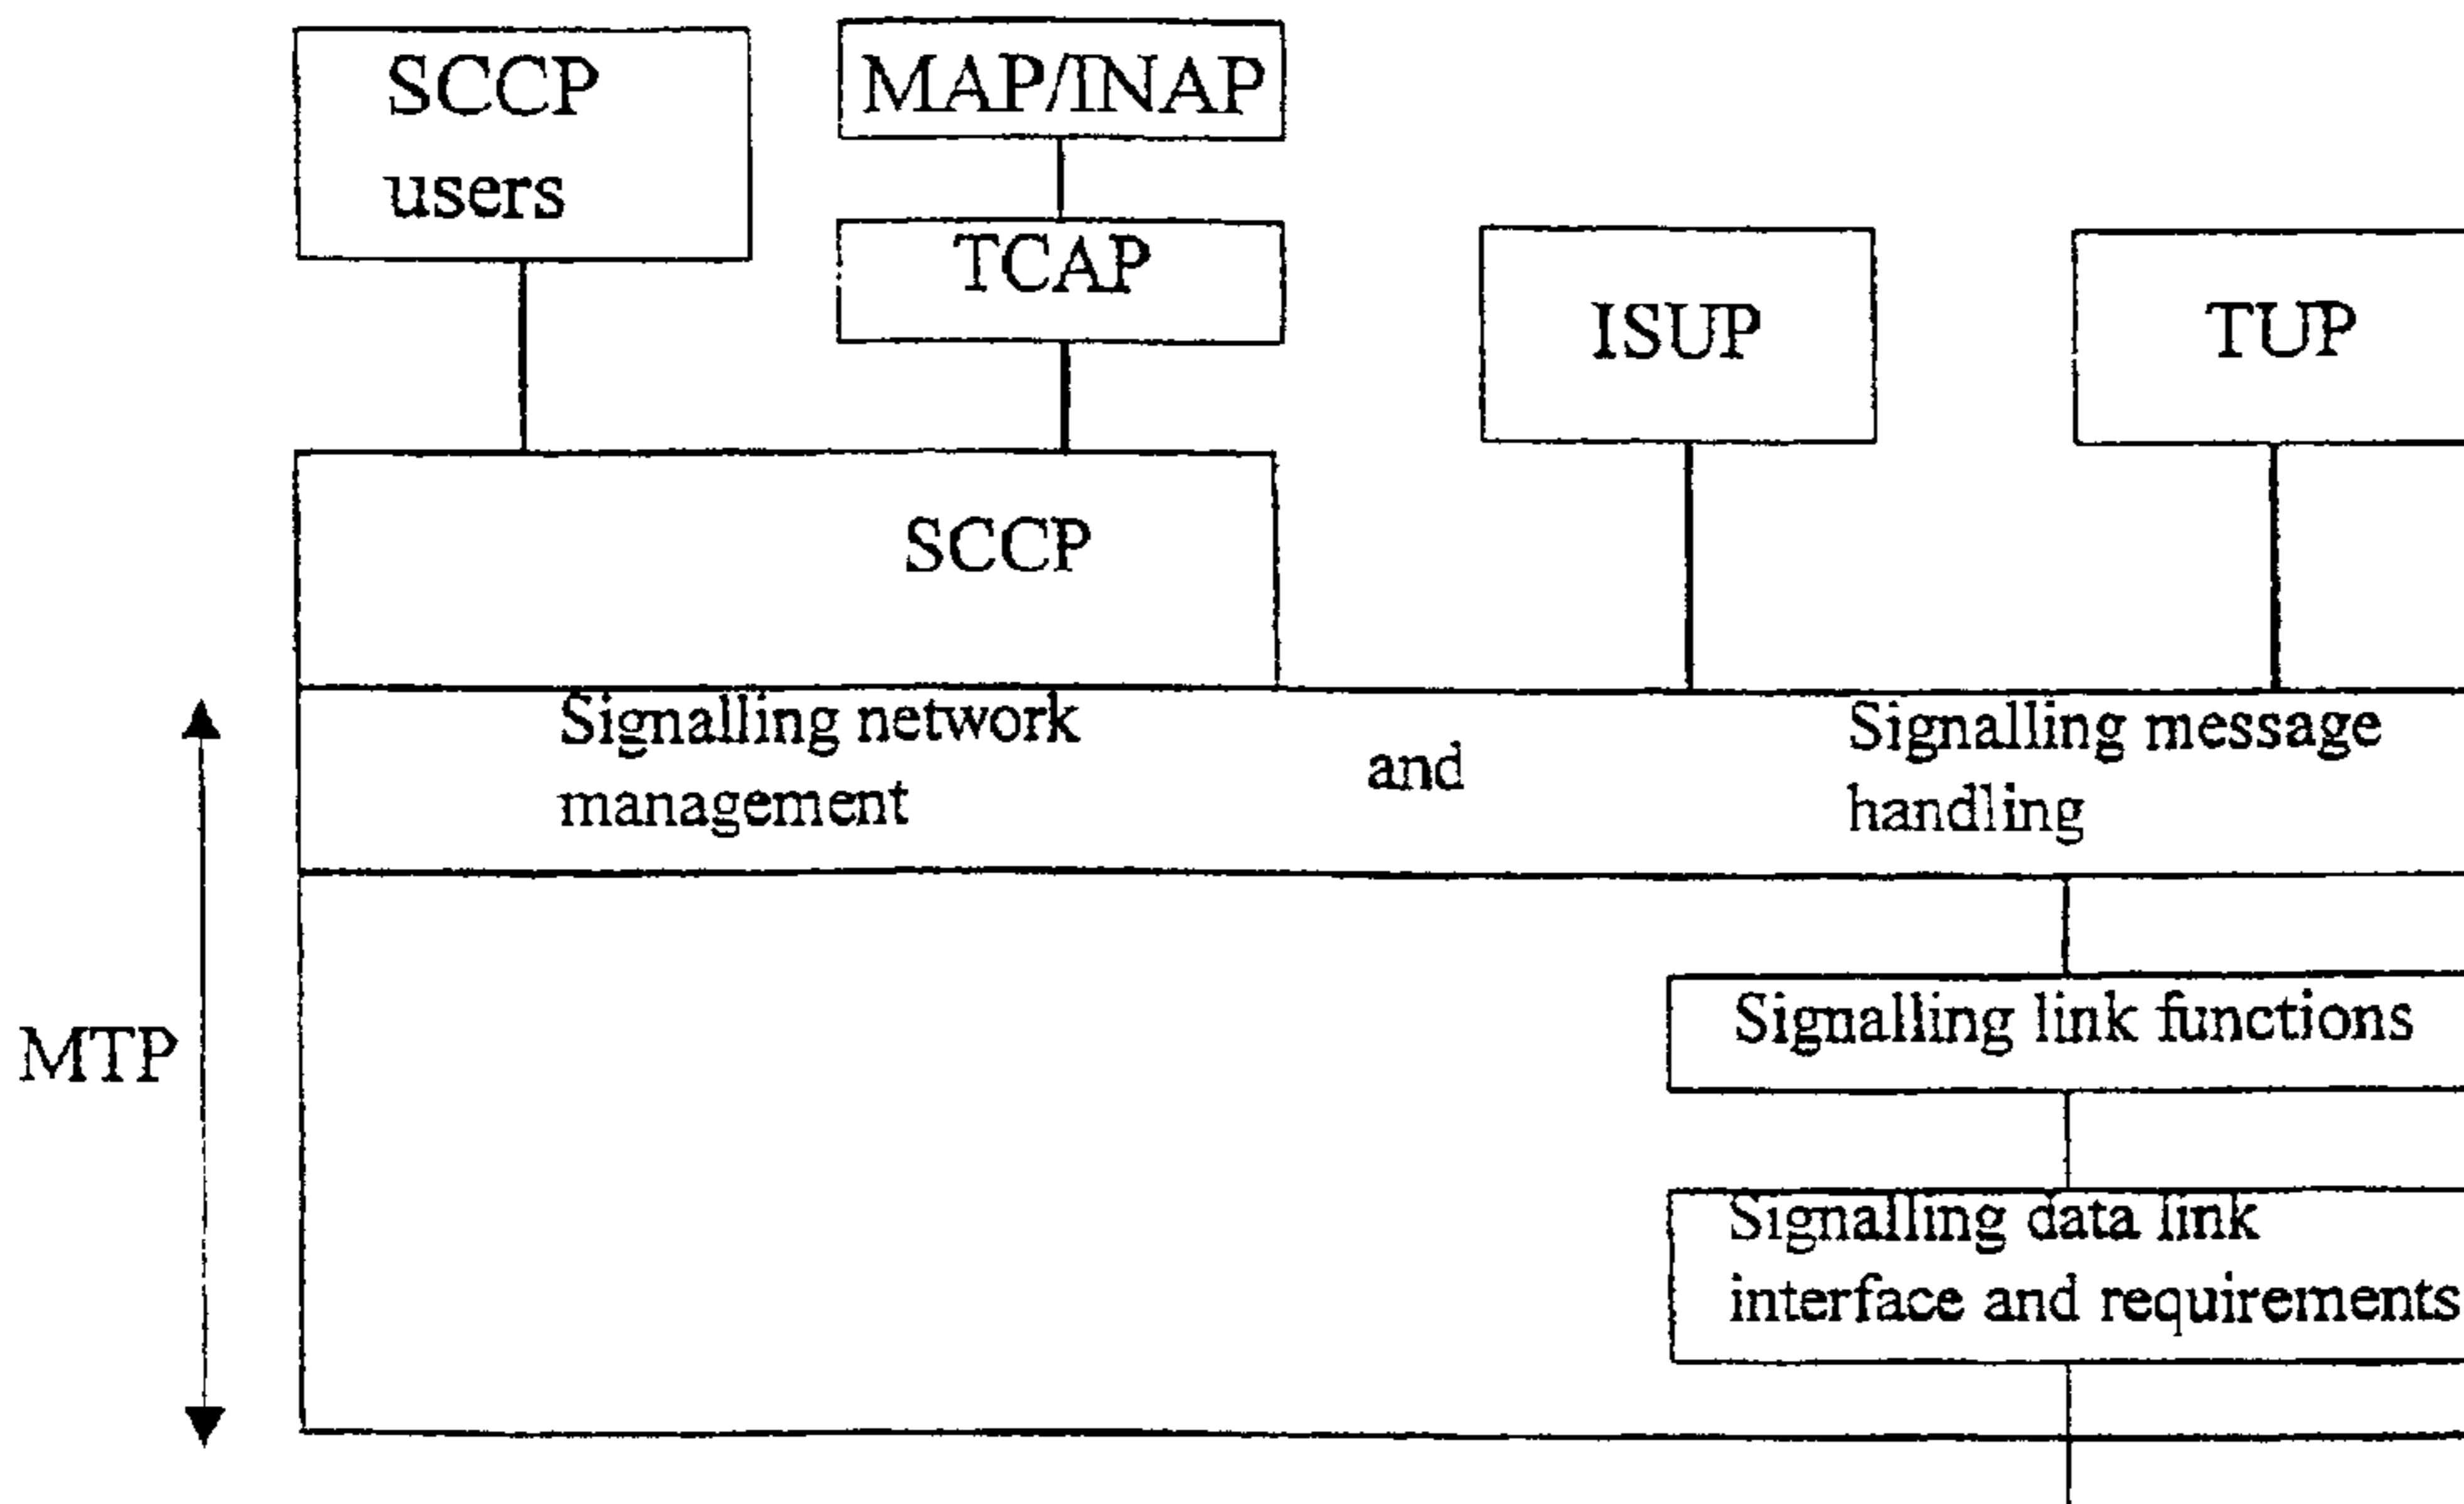 SCCP
users
MAP/INAP
TCAP
ISUP
TUP
SCCP
Signalling network
management
and
Signalling message
handling
MTP
Signalling link functions
Signalling data link
interface and requirements